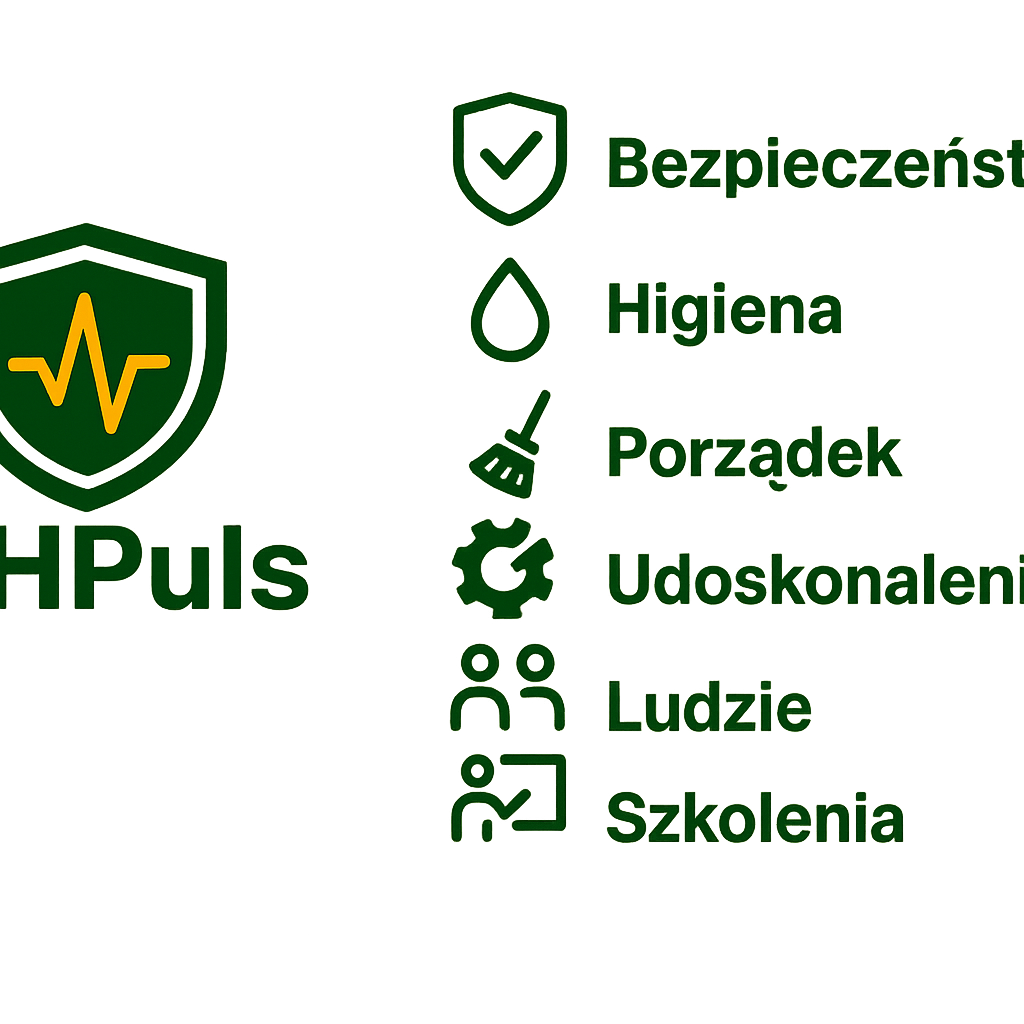 HPuls
Bezpieczeńst
Higiena
Porządek
Udoskonaleni
Ludzie
Szkolenia